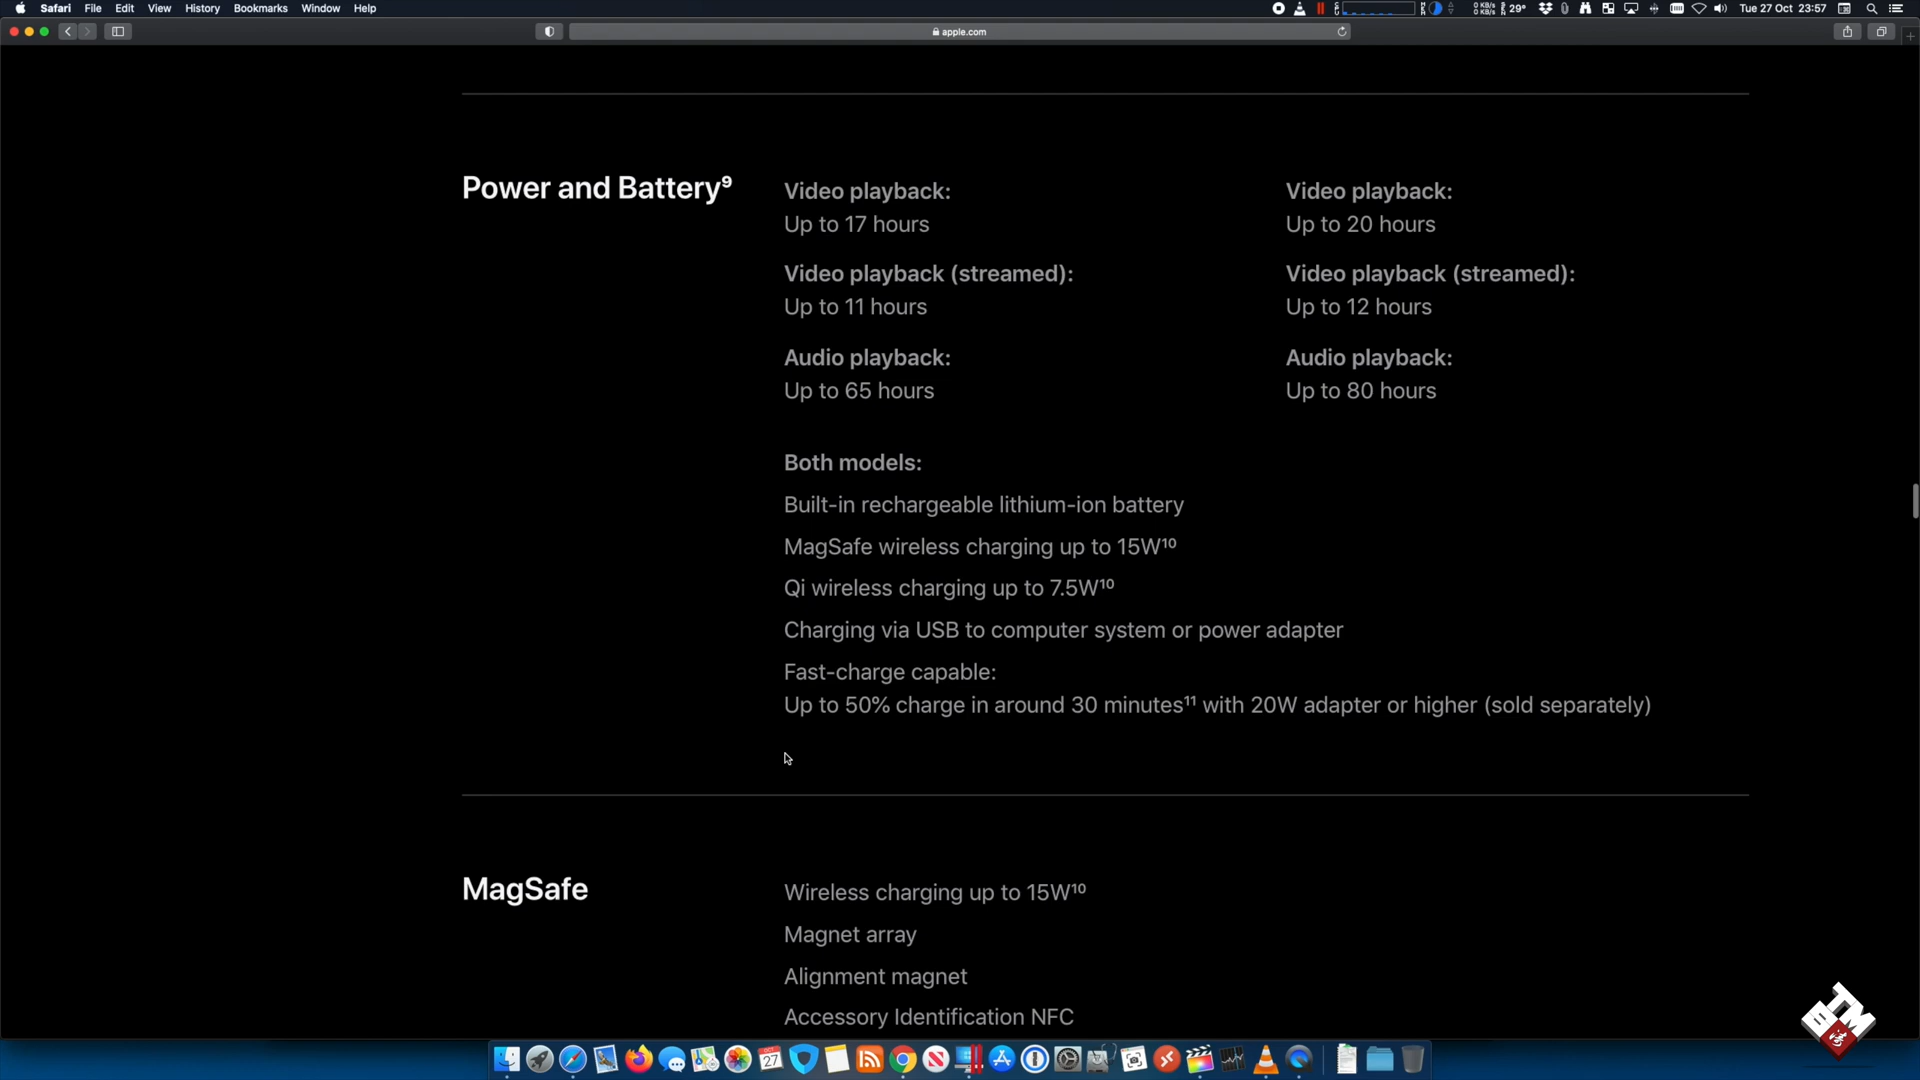 Safari File Edit View History Bookmarks Window Help
29° Tue 27 Oct 23:57
apple.com
Power and Battery⁹
Video playback:
Up to 17 hours
Video playback (streamed):
Up to 11 hours
Audio playback:
Up to 65 hours
Video playback:
Up to 20 hours
Video playback (streamed):
Up to 12 hours
Audio playback:
Up to 80 hours
Both models:
Built-in rechargeable lithium-ion battery
MagSafe wireless charging up to 15W¹⁰
Qi wireless charging up to 7.5W¹⁰
Charging via USB to computer system or power adapter
Fast-charge capable:
Up to 50% charge in around 30 minutes¹¹ with 20W adapter or higher (sold separately)
MagSafe
Wireless charging up to 15W¹⁰
Magnet array
Alignment magnet
Accessory Identification NFC